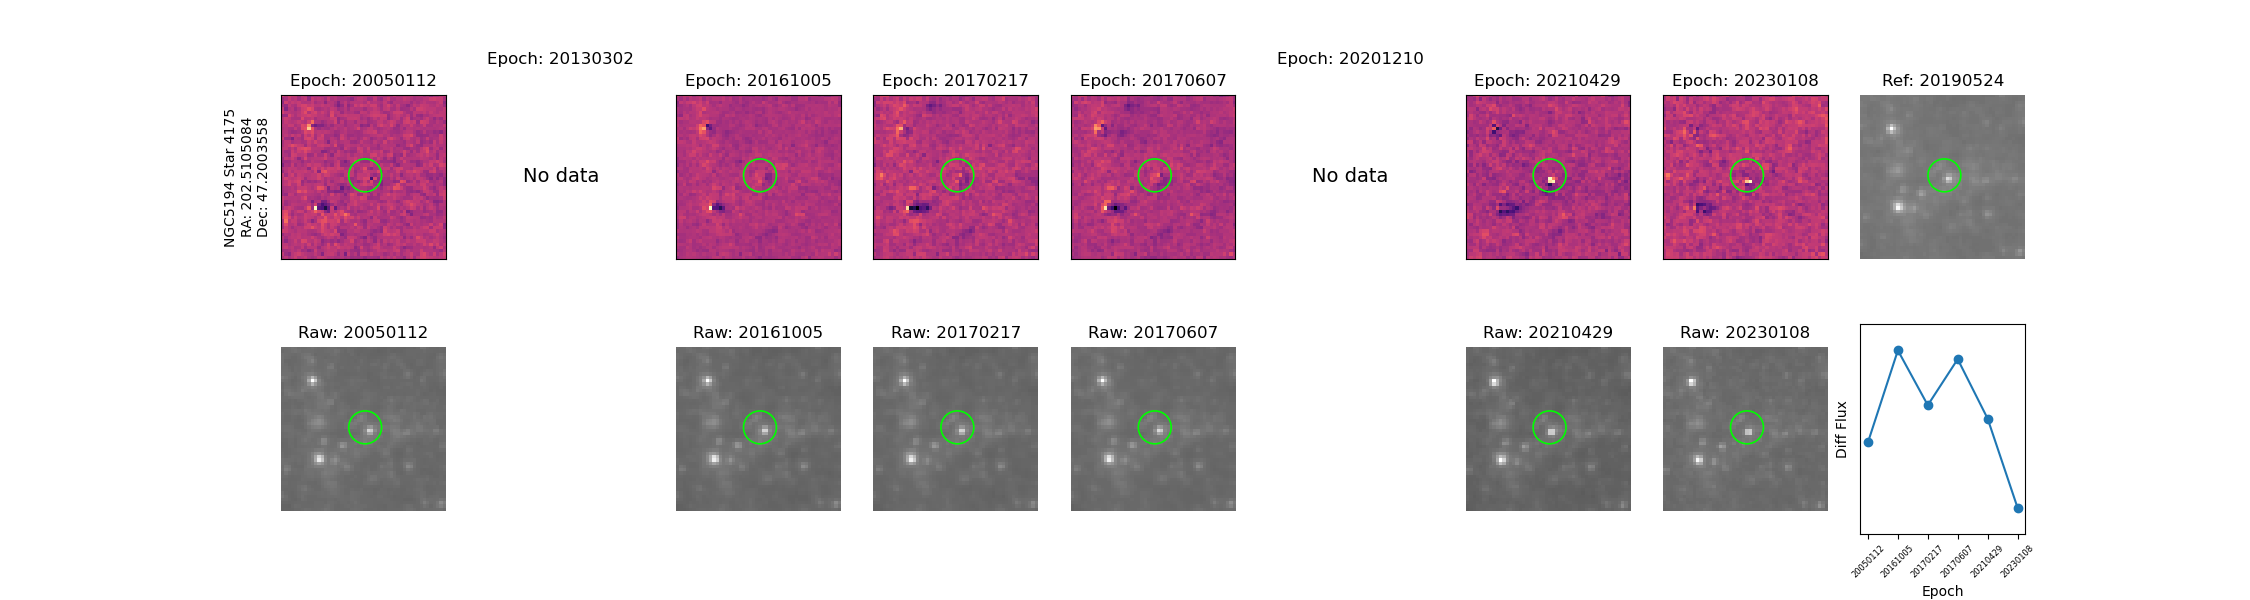 Epoch: 20130302
Epoch: 20201210
Epoch: 20050112
Epoch: 20161005
Epoch: 20170217
Epoch: 20170607
Epoch: 20210429
Epoch: 20230108
Ref: 20190524
NGC5194 Star 4175
RA: 202.5105084
Dec: 47.2003558
No data
No data
Raw: 20050112
Raw: 20161005
Raw: 20170217
Raw: 20170607
Raw: 20210429
Raw: 20230108
Diff Flux
20050112
20161005
20170217
20170607
20210429
20230108
Epoch